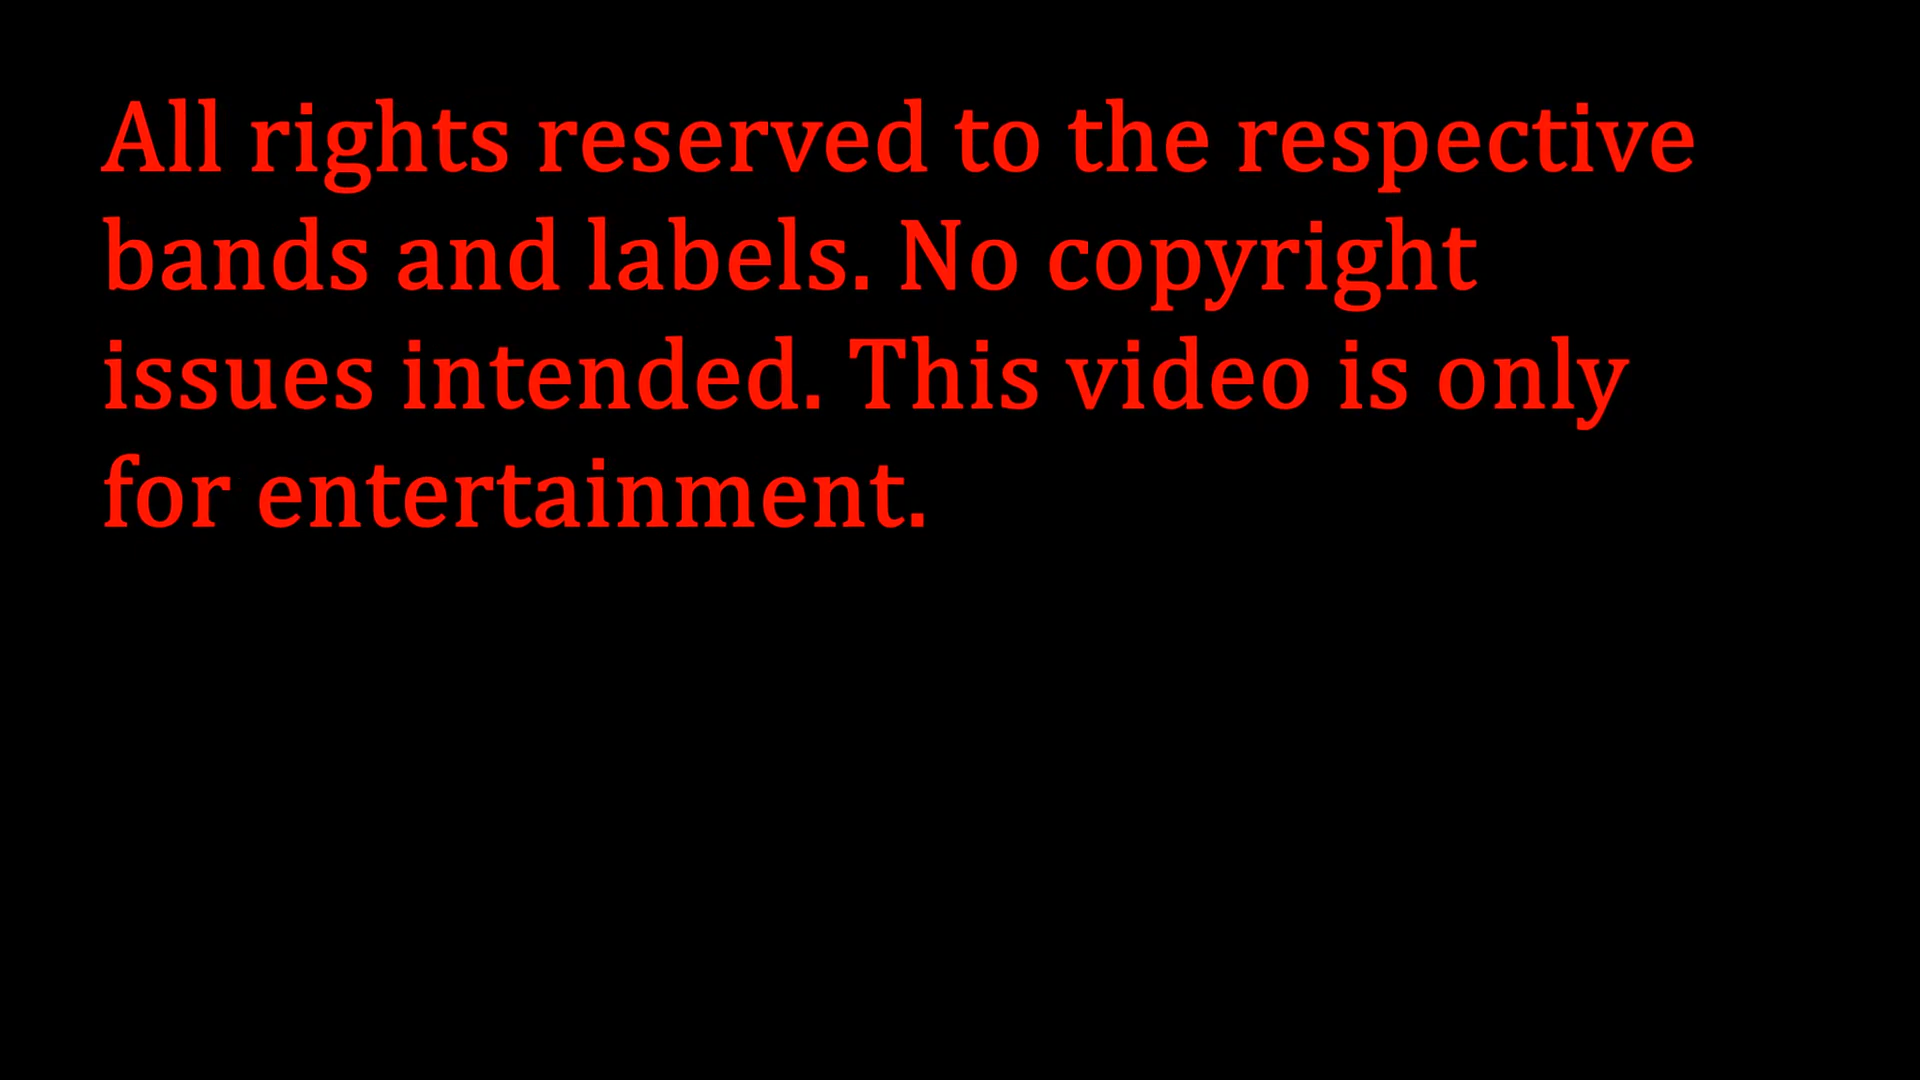 All rights reserved to the respective
bands and labels. No copyright
issues intended. This video is only
for entertainment.